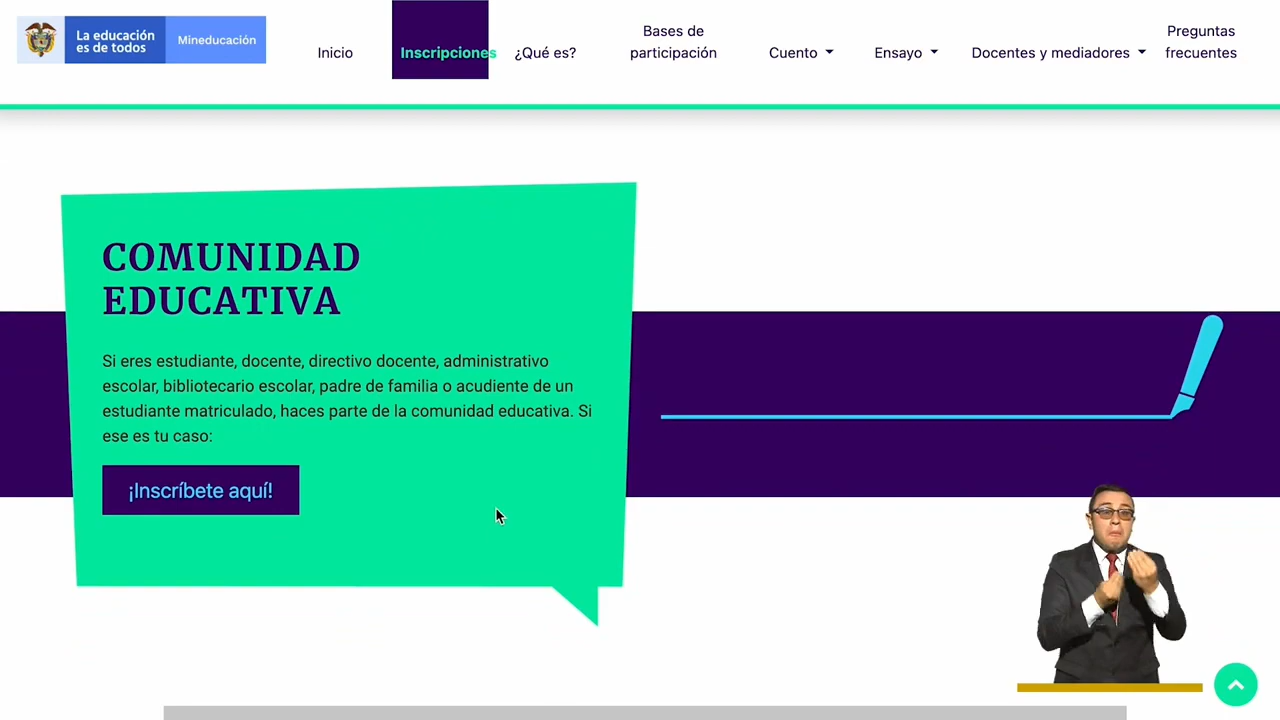 La educación
es de todos
Mineducación
Inicio
Inscripciones
¿Qué es?
Bases de
participación
Cuento
Ensayo
Docentes y mediadores
Preguntas
frecuentes
COMUNIDAD
EDUCATIVA
Si eres estudiante, docente, directivo docente, administrativo
escolar, bibliotecario escolar, padre de familia o acudiente de un
estudiante matriculado, haces parte de la comunidad educativa. Si
ese es tu caso:
¡Inscríbete aquí!